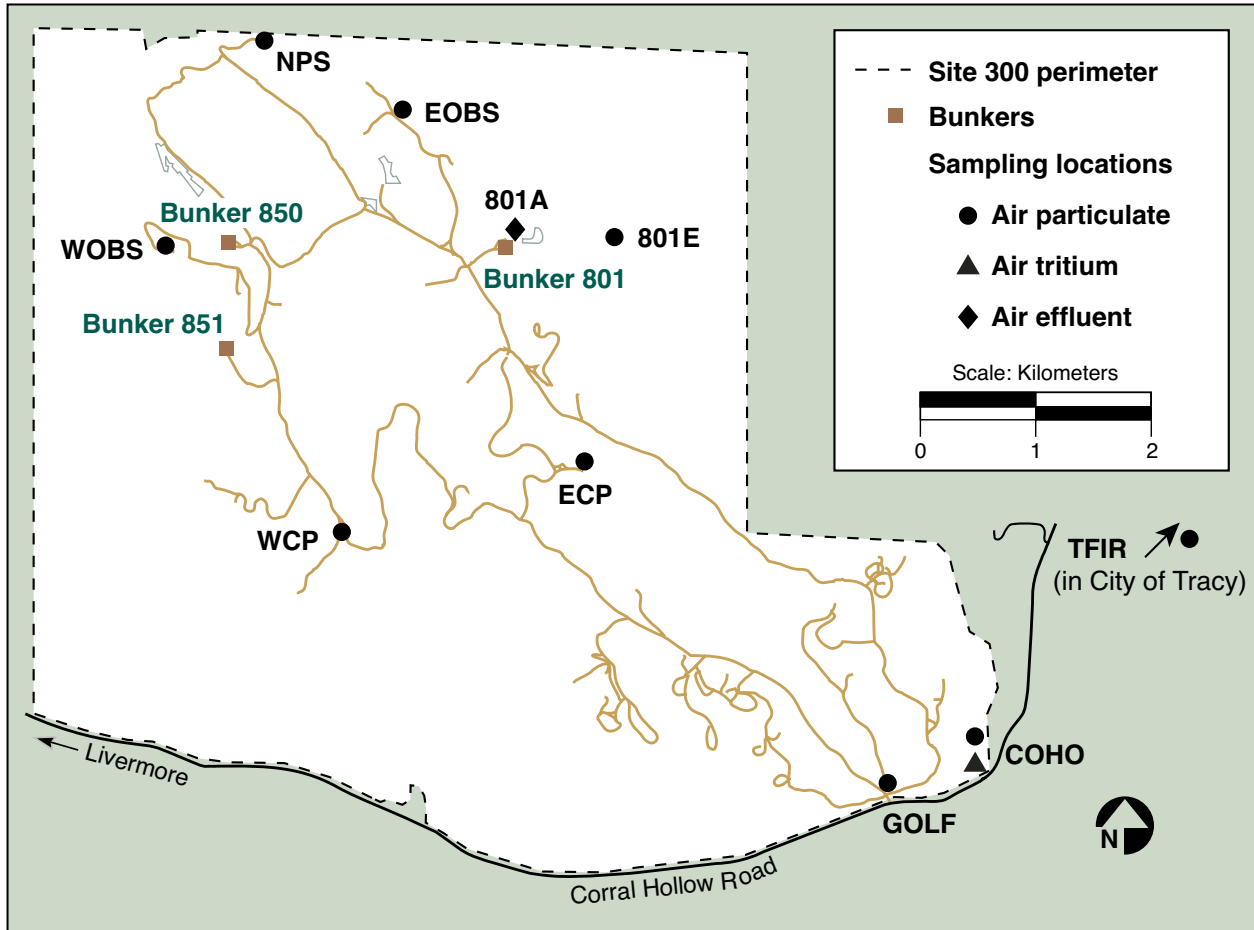 NPS
EOBS
801A
801E
Bunker 850
WOBS
Bunker 801
Bunker 851
ECP
WCP
TFIR
(in City of Tracy)
COHO
GOLF
Livermore
Corral Hollow Road
N
Site 300 perimeter
Bunkers
Sampling locations
Air particulate
Air tritium
Air effluent
Scale: Kilometers
0 1 2